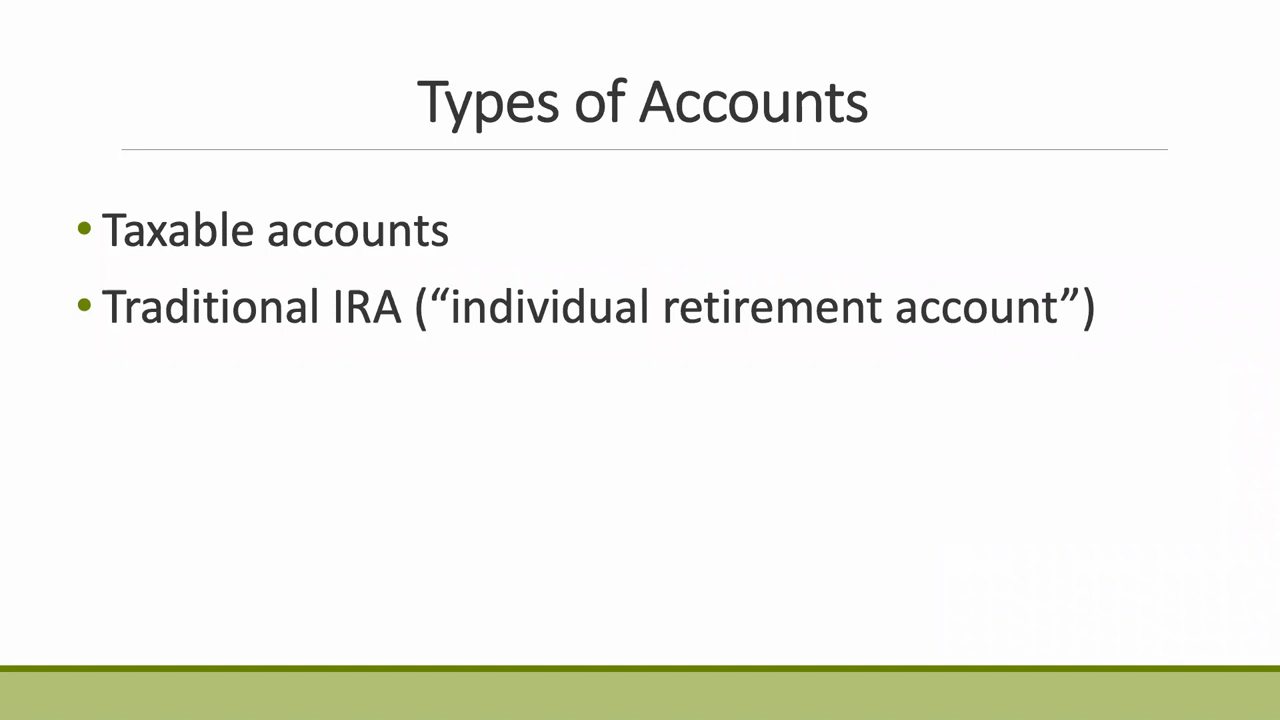 Types of Accounts
• Taxable accounts
• Traditional IRA (“individual retirement account”)